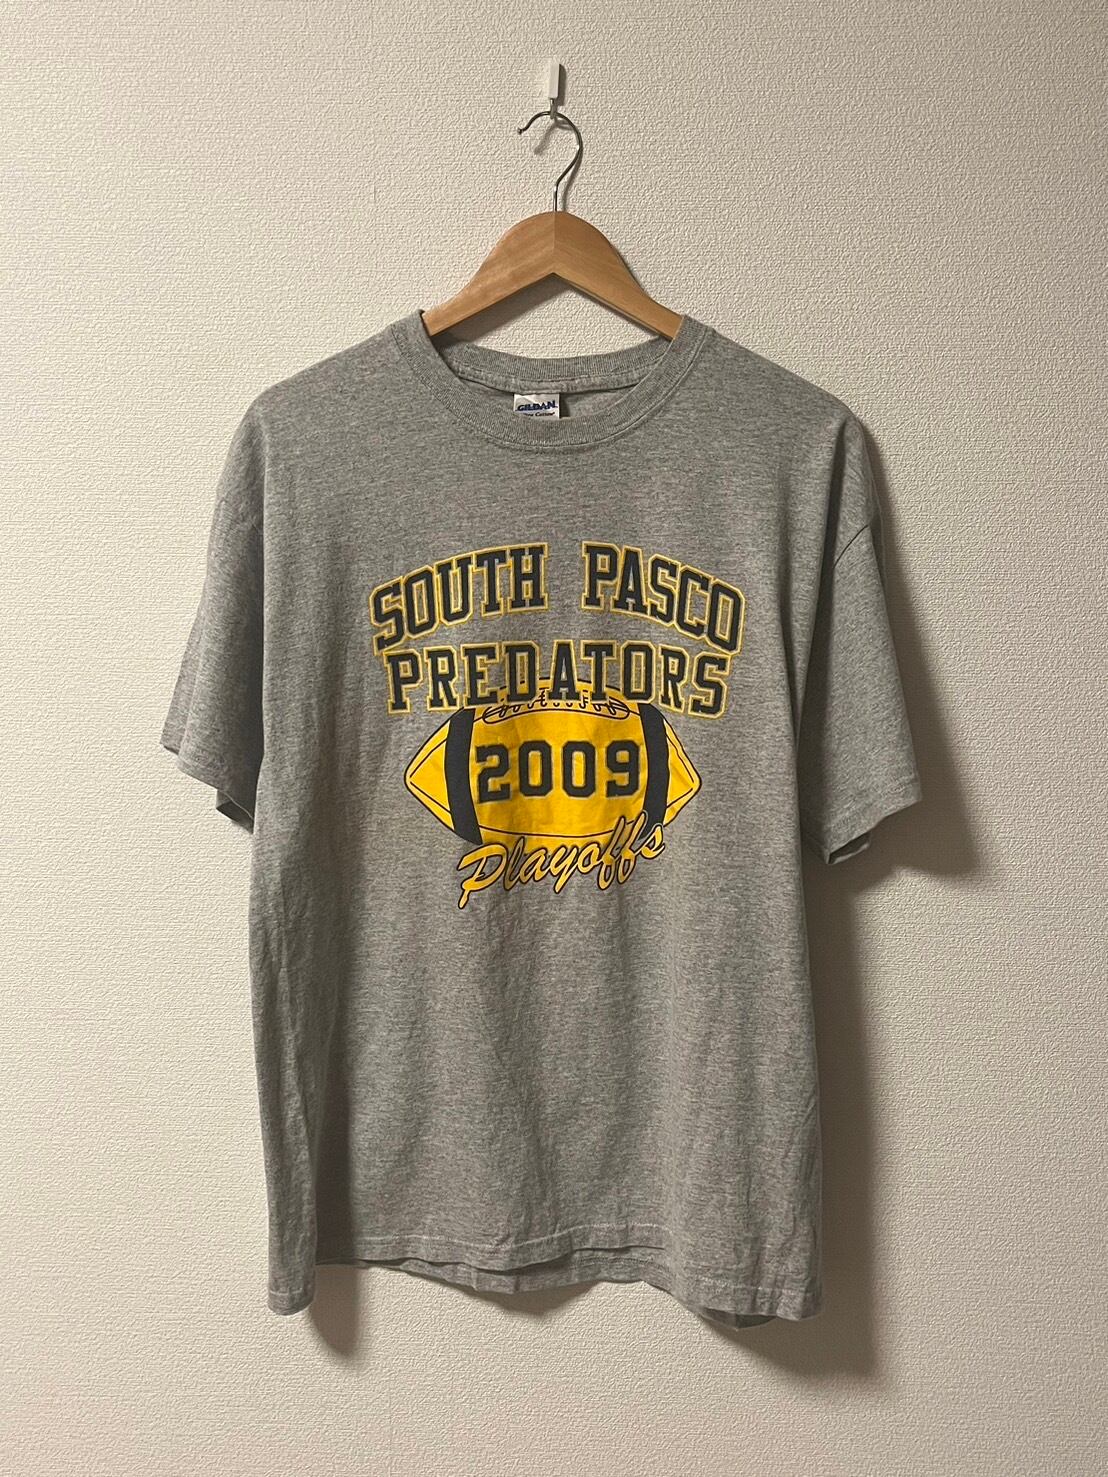 GILDAN
SOUTH PASCO
PREDATORS
2009
Playoffs